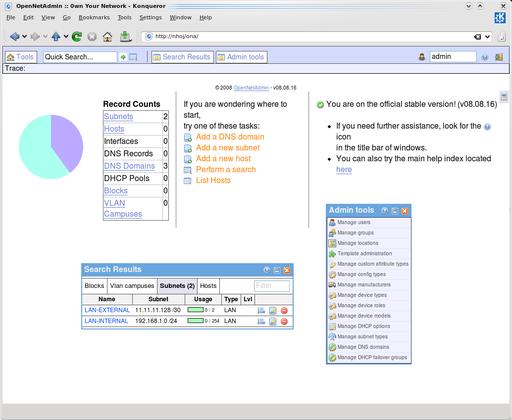 OpenNetAdmin :: Own Your Network - Konqueror
File Edit View Go Bookmarks Tools Settings Window Help
http://nhoj/ona/
Tools Quick Search... Search Results Admin tools admin
Trace:
© 2008 OpenNetAdmin - v08.08.16
Record Counts
Subnets 2
Hosts 0
Interfaces 0
DNS Records 0
DNS Domains 3
DHCP Pools 0
Blocks 0
VLAN Campuses 0
If you are wondering where to
start,
try one of these tasks:
Add a DNS domain
Add a new subnet
Add a new host
Perform a search
List Hosts
You are on the official stable version! (v08.08.16)
If you need further assistance, look for the
icon
in the title bar of windows.
You can also try the main help index located
here
Search Results
Blocks Vlan campuses Subnets (2) Hosts Filter
Name Subnet Usage Type Lvl
LAN-EXTERNAL 11.11.11.128 /30 0 / 2 LAN
LAN-INTERNAL 192.168.1.0 /24 0 / 254 LAN
Admin tools
Manage users
Manage groups
Manage locations
Template administration
Manage custom attribute types
Manage config types
Manage manufacturers
Manage device types
Manage device roles
Manage device models
Manage DHCP options
Manage subnet types
Manage DNS domains
Manage DHCP failover groups